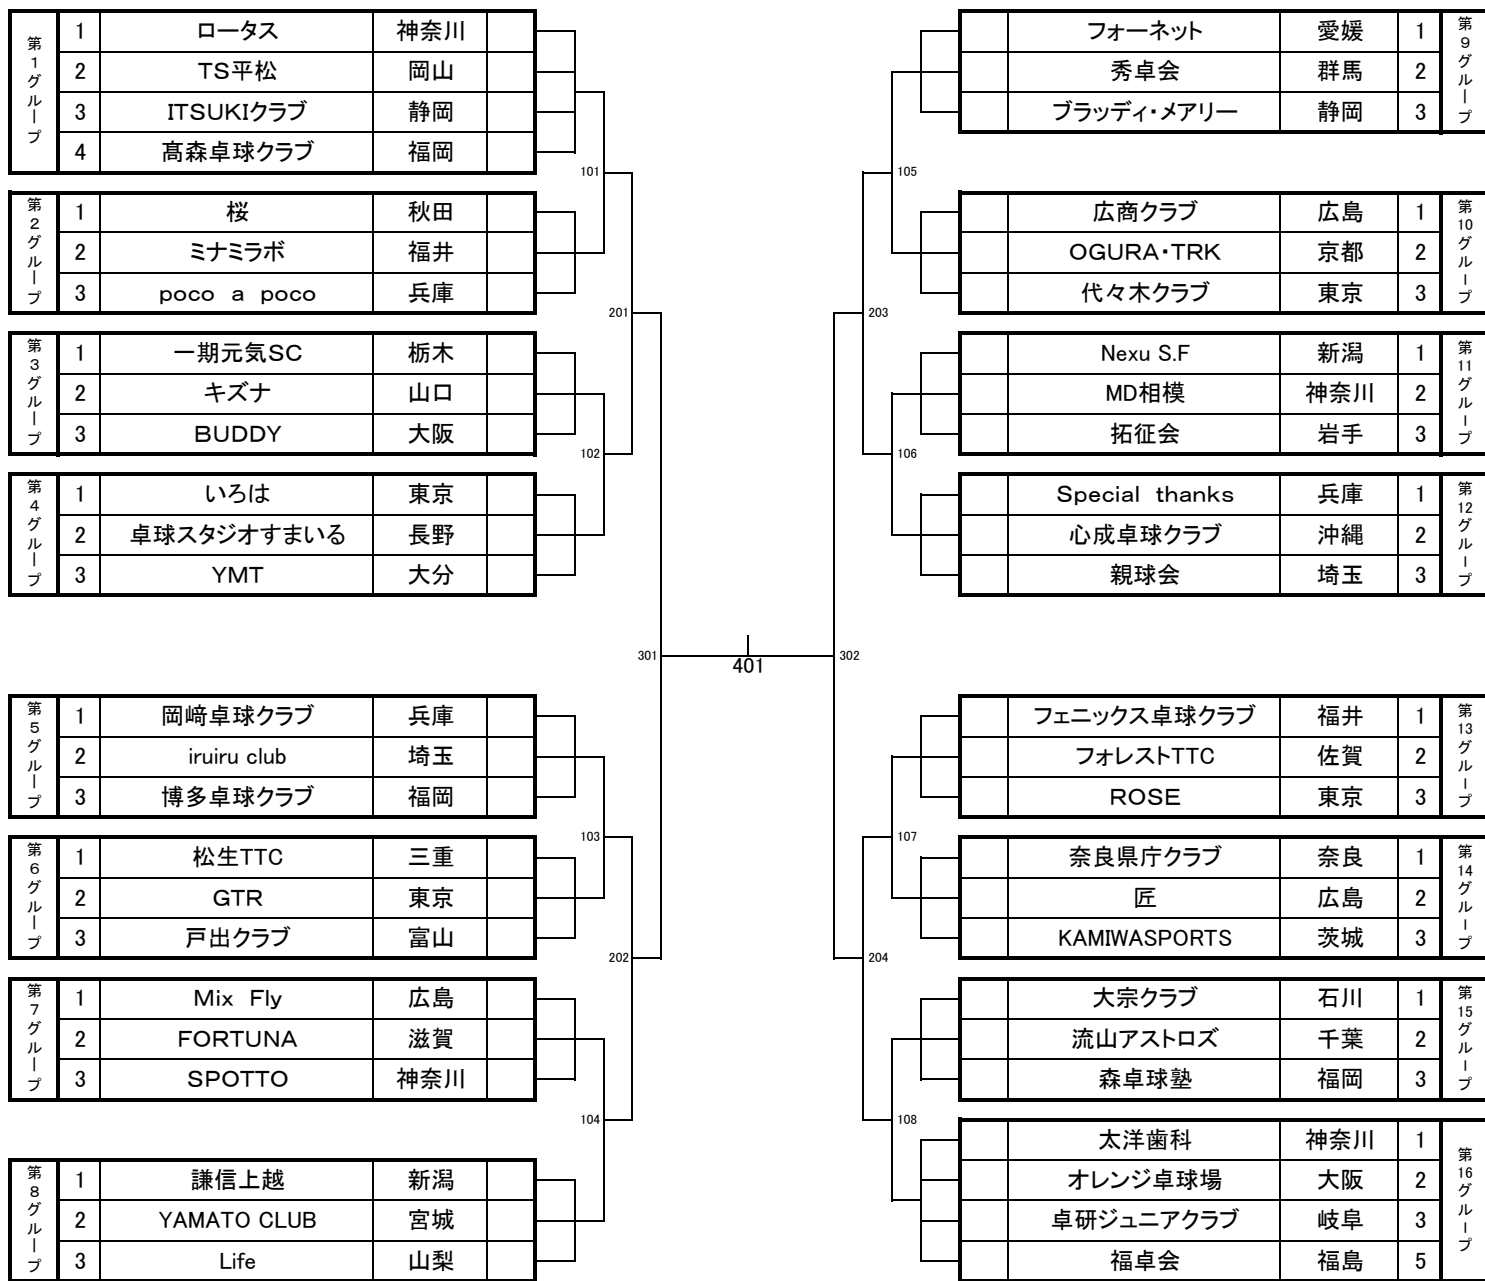 第1グループ
1 ロータス 神奈川
2 TS平松 岡山
3 ITSUKIクラブ 静岡
4 髙森卓球クラブ 福岡
101
第2グループ
1 桜 秋田
2 ミナミラボ 福井
3 poco a poco 兵庫
201
第3グループ
1 一期元気SC 栃木
2 キズナ 山口
3 BUDDY 大阪
102
第4グループ
1 いろは 東京
2 卓球スタジオすまいる 長野
3 YMT 大分
301
第5グループ
1 岡﨑卓球クラブ 兵庫
2 iruiru club 埼玉
3 博多卓球クラブ 福岡
103
第6グループ
1 松生TTC 三重
2 GTR 東京
3 戸出クラブ 富山
202
第7グループ
1 Mix Fly 広島
2 FORTUNA 滋賀
3 SPOTTO 神奈川
104
第8グループ
1 謙信上越 新潟
2 YAMATO CLUB 宮城
3 Life 山梨
401
フォーネット 愛媛 1
秀卓会 群馬 2
ブラッディ・メアリー 静岡 3
第9グループ
105
広商クラブ 広島 1
OGURA・TRK 京都 2
代々木クラブ 東京 3
第10グループ
203
Nexu S.F 新潟 1
MD相模 神奈川 2
拓征会 岩手 3
第11グループ
106
Special thanks 兵庫 1
心成卓球クラブ 沖縄 2
親球会 埼玉 3
第12グループ
302
フェニックス卓球クラブ 福井 1
フォレストTTC 佐賀 2
ROSE 東京 3
第13グループ
107
奈良県庁クラブ 奈良 1
匠 広島 2
KAMIWASPORTS 茨城 3
第14グループ
204
大宗クラブ 石川 1
流山アストロズ 千葉 2
森卓球塾 福岡 3
第15グループ
108
太洋歯科 神奈川 1
オレンジ卓球場 大阪 2
卓研ジュニアクラブ 岐阜 3
福卓会 福島 5
第16グループ